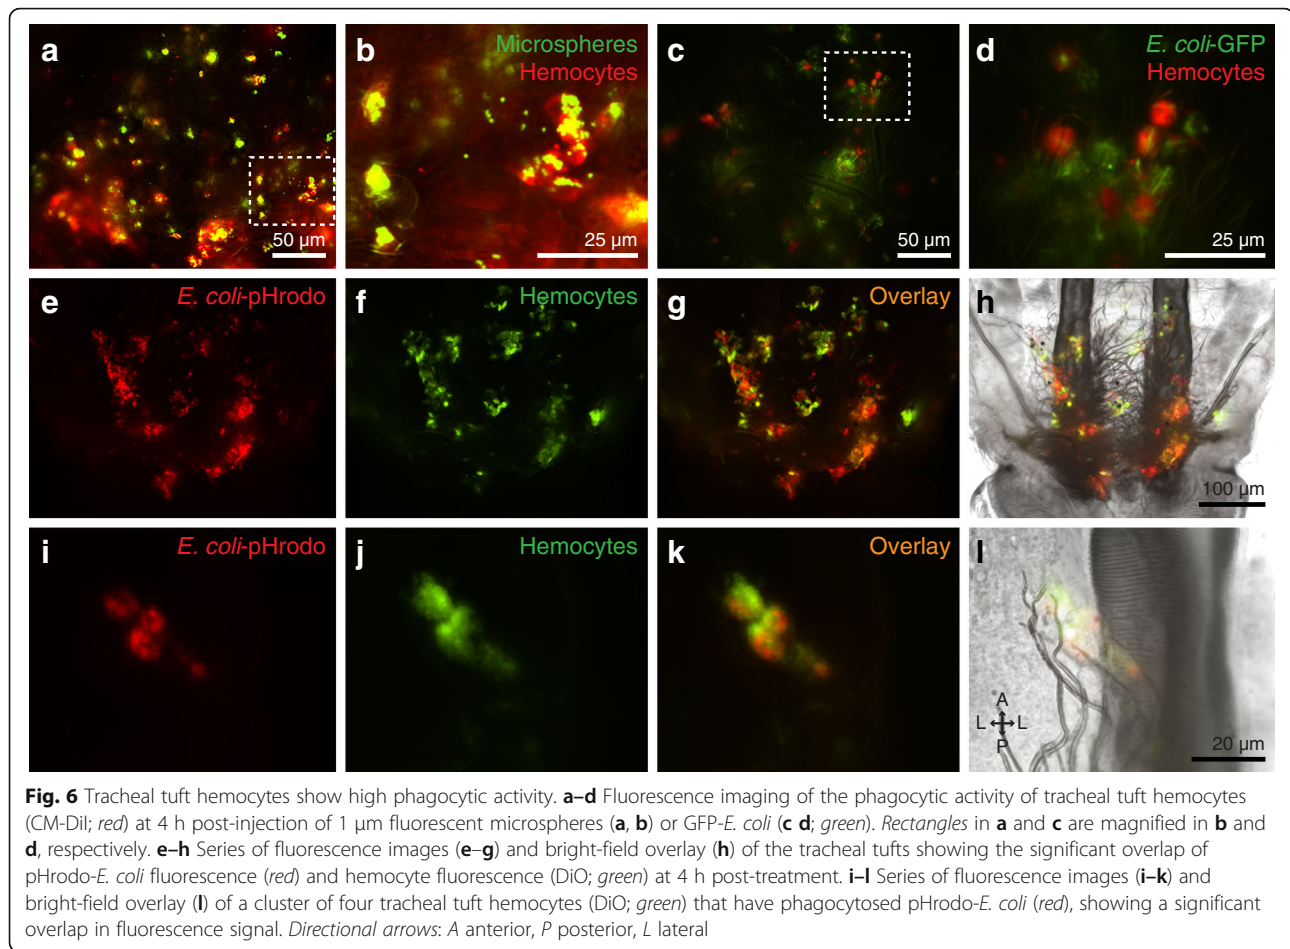 a
b
Microspheres
Hemocytes
c
d
E. coli-GFP
Hemocytes
50 µm
25 µm
50 µm
25 µm
e
E. coli-pHrodo
f
Hemocytes
g
Overlay
h
100 µm
i
E. coli-pHrodo
j
Hemocytes
k
Overlay
l
A
L L
P
20 µm
Fig. 6 Tracheal tuft hemocytes show high phagocytic activity. a–d Fluorescence imaging of the phagocytic activity of tracheal tuft hemocytes
(CM-DiI; red) at 4 h post-injection of 1 µm fluorescent microspheres (a, b) or GFP-E. coli (c d; green). Rectangles in a and c are magnified in b and
d, respectively. e–h Series of fluorescence images (e–g) and bright-field overlay (h) of the tracheal tufts showing the significant overlap of
pHrodo-E. coli fluorescence (red) and hemocyte fluorescence (DiO; green) at 4 h post-treatment. i–l Series of fluorescence images (i–k) and
bright-field overlay (l) of a cluster of four tracheal tuft hemocytes (DiO; green) that have phagocytosed pHrodo-E. coli (red), showing a significant
overlap in fluorescence signal. Directional arrows: A anterior, P posterior, L lateral